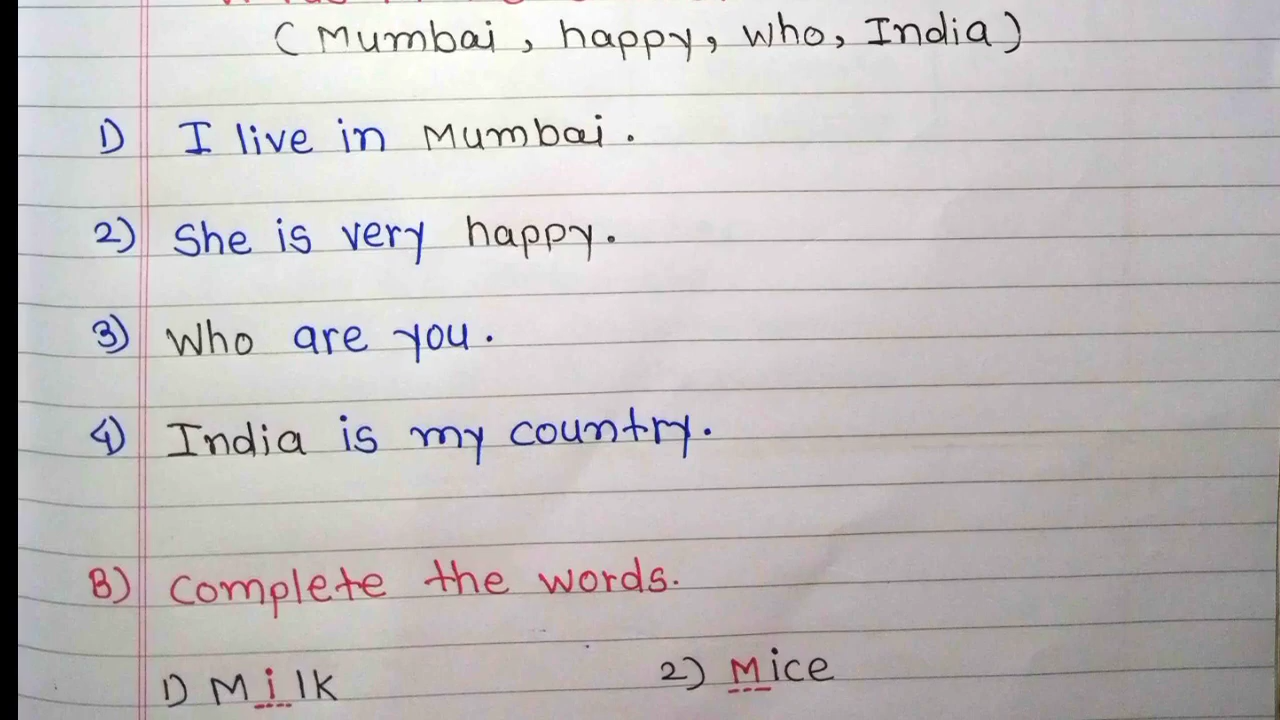 (Mumbai, happy, who, India)
1) I live in Mumbai.
2) She is very happy.
3) Who are you.
4) India is my country.
B) Complete the words.
1) Milk 2) Mice